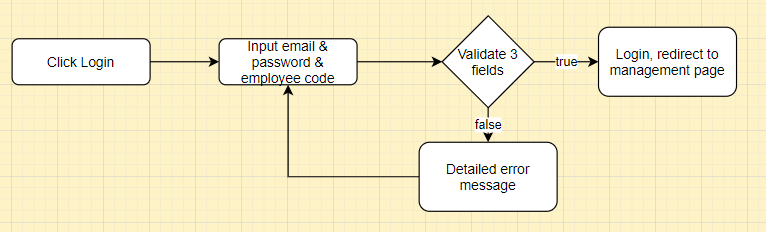 Click Login
Input email &
password &
employee code
Validate 3
fields
true
Login, redirect to
management page
false
Detailed error
message